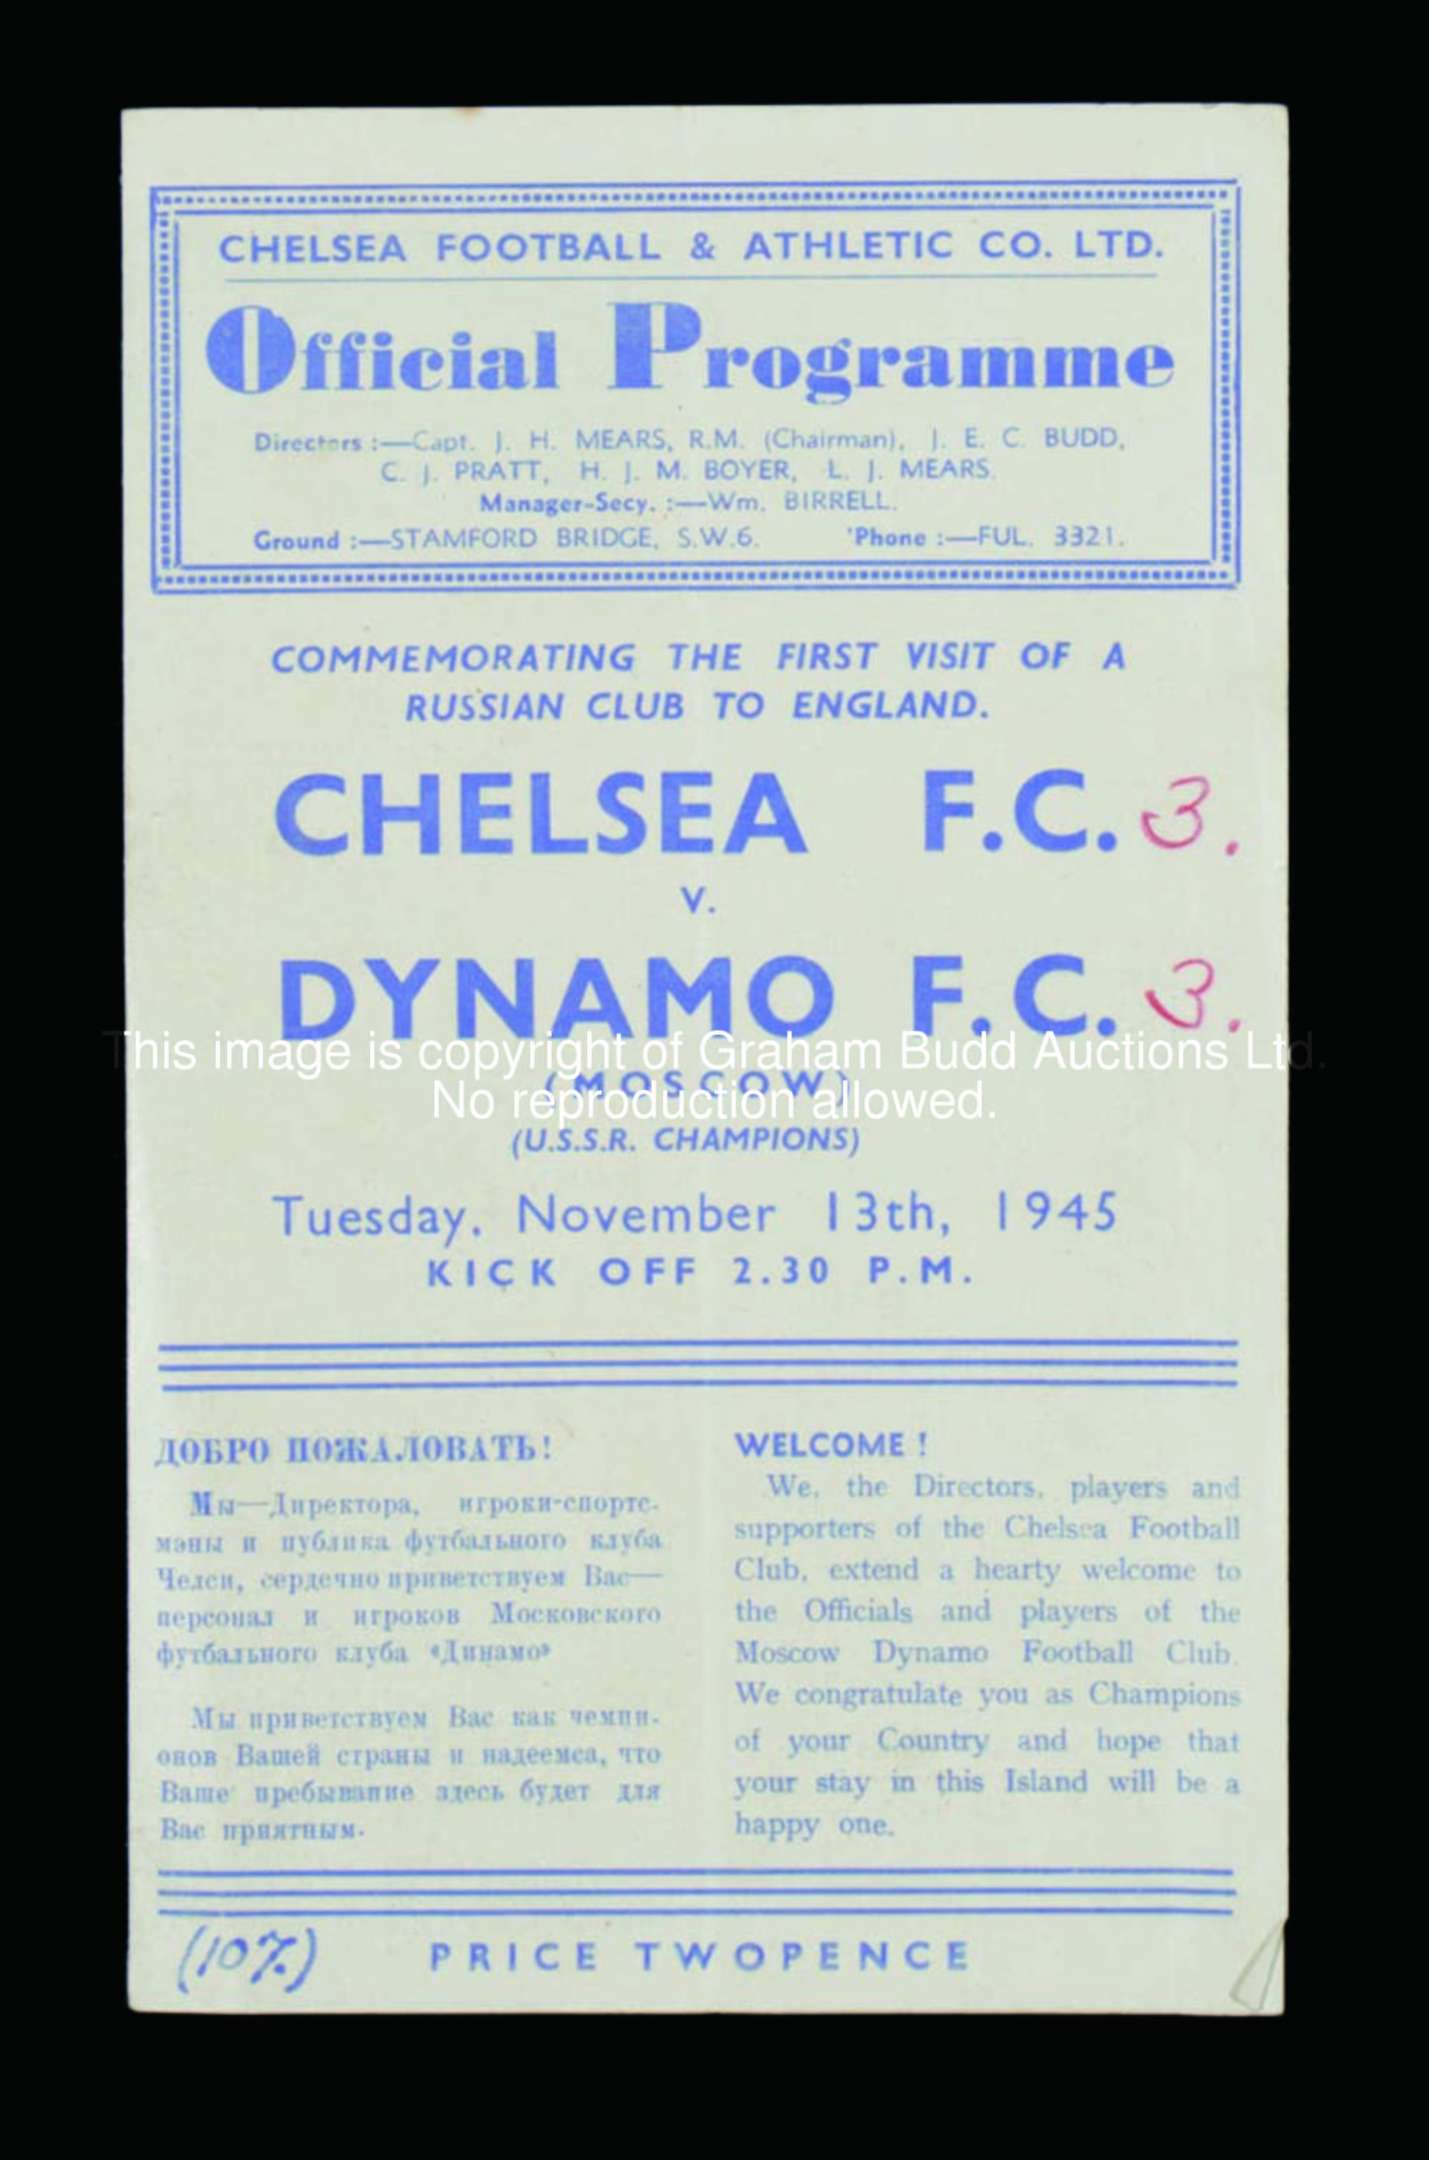 CHELSEA FOOTBALL & ATHLETIC CO. LTD.
Official Programme
Directors :—Capt. J. H. MEARS, R.M. (Chairman), J. E. C. BUDD,
C. J. PRATT, H. J. M. BOYER, L. J. MEARS.
Manager-Secy. :—Wm. BIRRELL.
Ground :—STAMFORD BRIDGE, S.W.6. 'Phone :—FUL. 3321.
COMMEMORATING THE FIRST VISIT OF A
RUSSIAN CLUB TO ENGLAND.
CHELSEA F.C. 3.
v.
DYNAMO F.C. 3.
This image is copyright of Graham Budd Auctions Ltd.
(MOSCOW)
No reproduction allowed.
(U.S.S.R. CHAMPIONS)
Tuesday, November 13th, 1945
KICK OFF 2.30 P.M.
ДОБРО ПОЖАЛОВАТЬ!
Мы—Директора, игроки-спортс-
мэны и публика футбального клуба
Челси, сердечно приветствуем Вас—
персонал и игроков Московского
футбального клуба «Динамо»
Мы приветствуем Вас как чемпи-
онов Вашей страны и надеемса, что
Ваше пребывание здесь будет для
Вас приятным.
WELCOME !
We, the Directors, players and
supporters of the Chelsea Football
Club, extend a hearty welcome to
the Officials and players of the
Moscow Dynamo Football Club.
We congratulate you as Champions
of your Country and hope that
your stay in this Island will be a
happy one.
(10%)
PRICE TWOPENCE